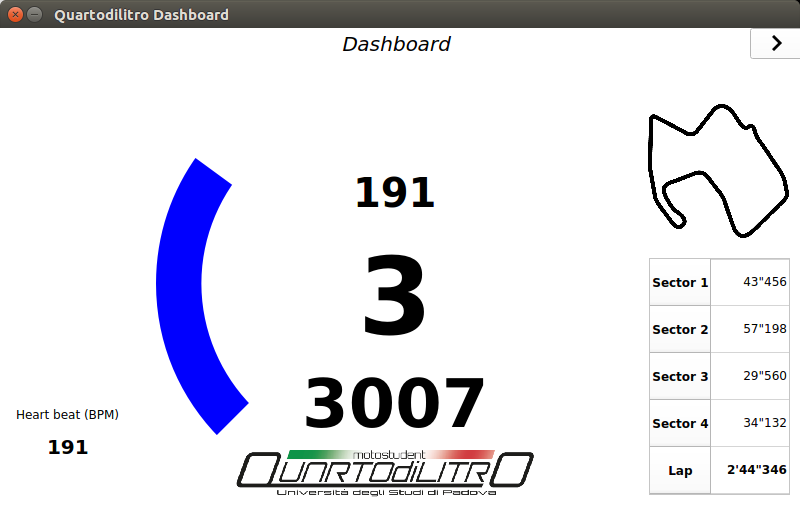 Quartodilitro Dashboard
Dashboard
191
3
3007
Heart beat (BPM)
191
motostudent
QUARTODILITRO
Università degli Studi di Padova
Sector 1 43"456
Sector 2 57"198
Sector 3 29"560
Sector 4 34"132
Lap 2'44"346